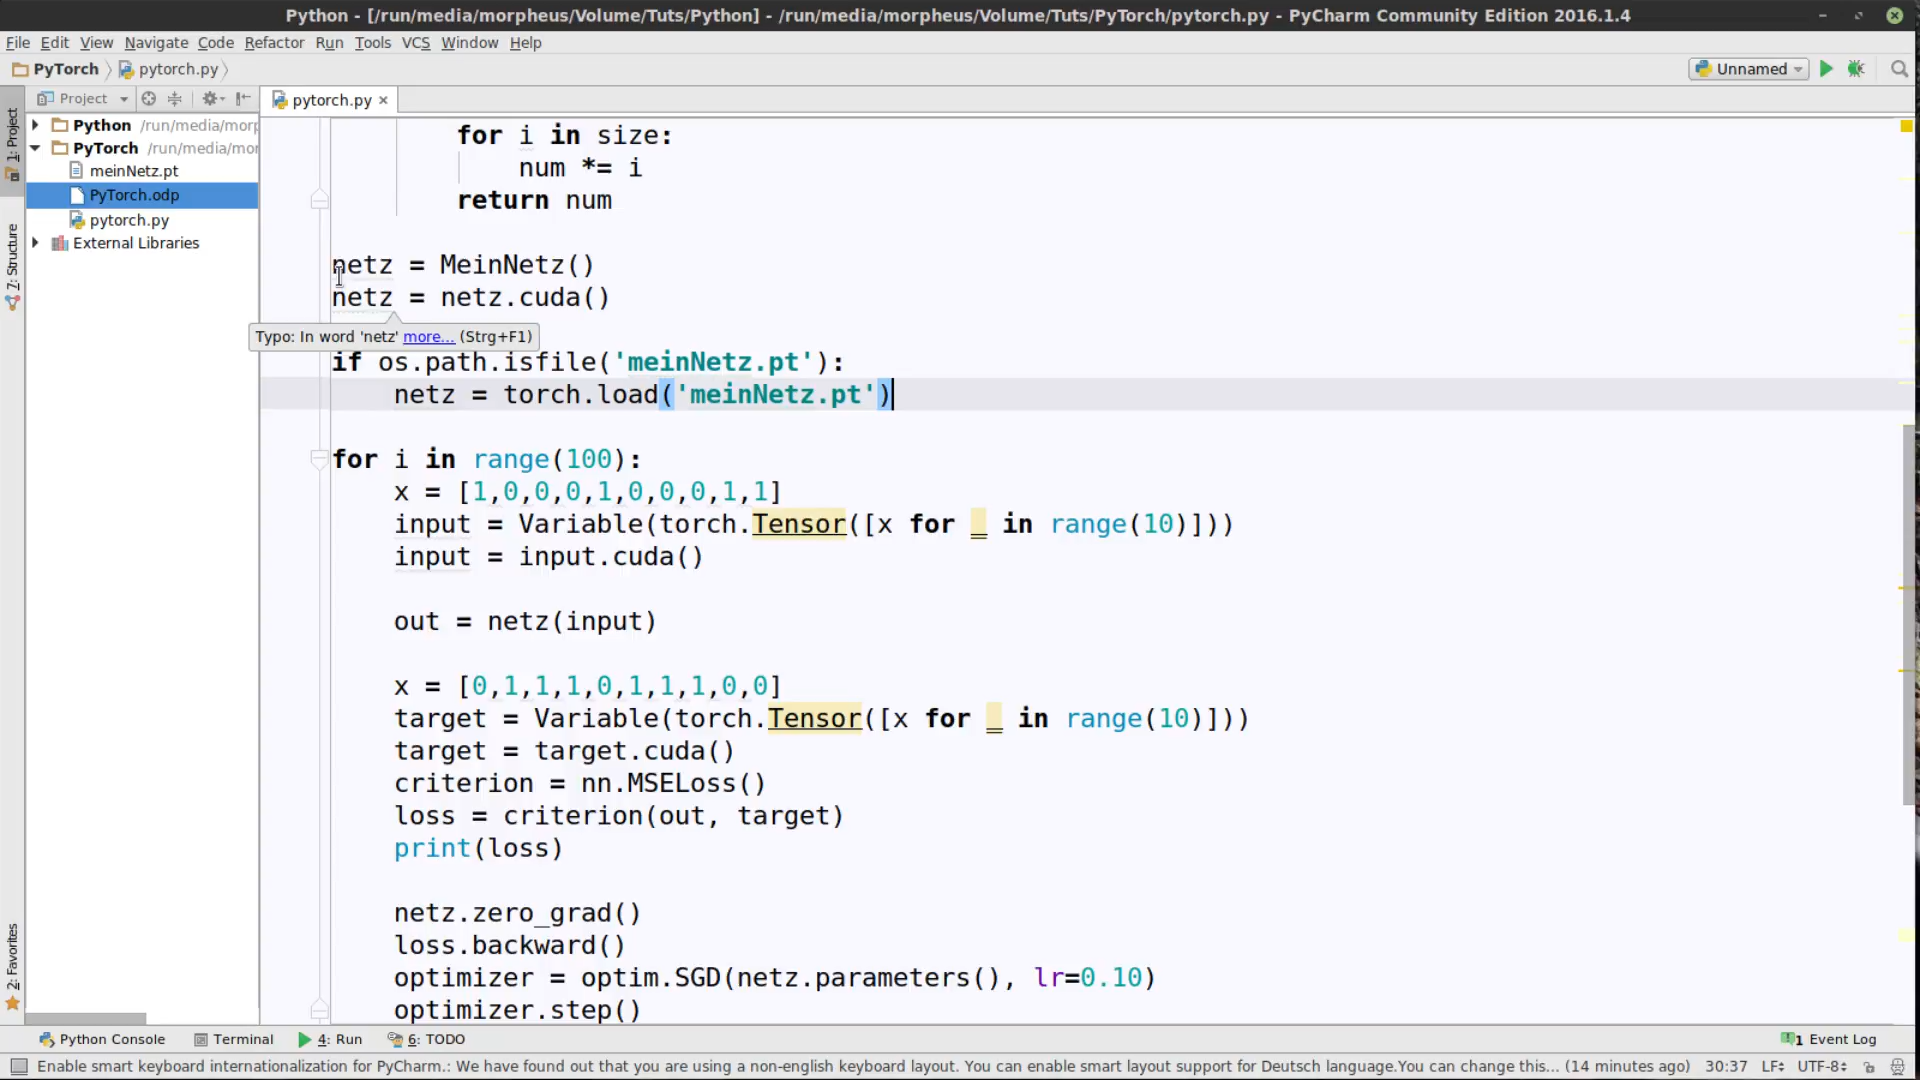 Python - [/run/media/morpheus/Volume/Tuts/Python] - /run/media/morpheus/Volume/Tuts/PyTorch/pytorch.py - PyCharm Community Edition 2016.1.4
File Edit View Navigate Code Refactor Run Tools VCS Window Help
PyTorch pytorch.py
Unnamed
Project
pytorch.py
1: Project
7: Structure
2: Favorites
Python /run/media/morp
PyTorch /run/media/mor
meinNetz.pt
PyTorch.odp
pytorch.py
External Libraries
for i in size:
num *= i
return num
netz = MeinNetz()
netz = netz.cuda()
Typo: In word 'netz' more... (Strg+F1)
if os.path.isfile('meinNetz.pt'):
netz = torch.load('meinNetz.pt')
for i in range(100):
x = [1,0,0,0,1,0,0,0,1,1]
input = Variable(torch.Tensor([x for _ in range(10)]))
input = input.cuda()
out = netz(input)
x = [0,1,1,1,0,1,1,1,0,0]
target = Variable(torch.Tensor([x for _ in range(10)]))
target = target.cuda()
criterion = nn.MSELoss()
loss = criterion(out, target)
print(loss)
netz.zero_grad()
loss.backward()
optimizer = optim.SGD(netz.parameters(), lr=0.10)
optimizer.step()
Python Console Terminal 4: Run 6: TODO
1 Event Log
Enable smart keyboard internationalization for PyCharm.: We have found out that you are using a non-english keyboard layout. You can enable smart layout support for Deutsch language.You can change this... (14 minutes ago)
30:37 LF UTF-8